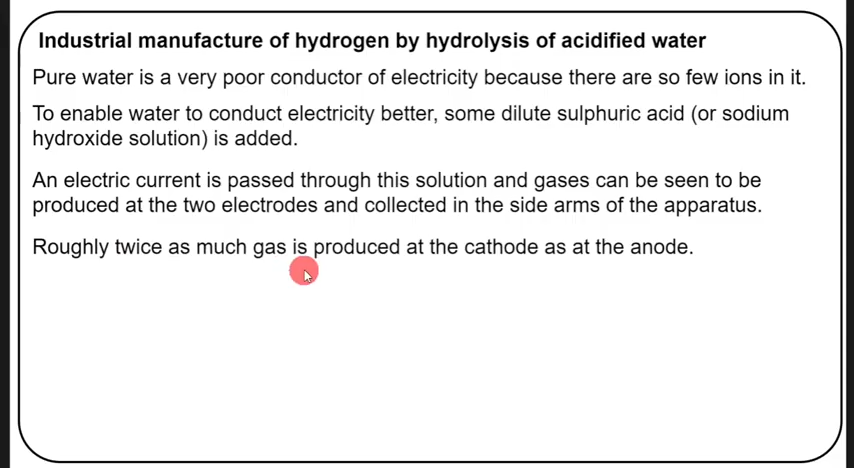 Industrial manufacture of hydrogen by hydrolysis of acidified water
Pure water is a very poor conductor of electricity because there are so few ions in it.
To enable water to conduct electricity better, some dilute sulphuric acid (or sodium
hydroxide solution) is added.
An electric current is passed through this solution and gases can be seen to be
produced at the two electrodes and collected in the side arms of the apparatus.
Roughly twice as much gas is produced at the cathode as at the anode.